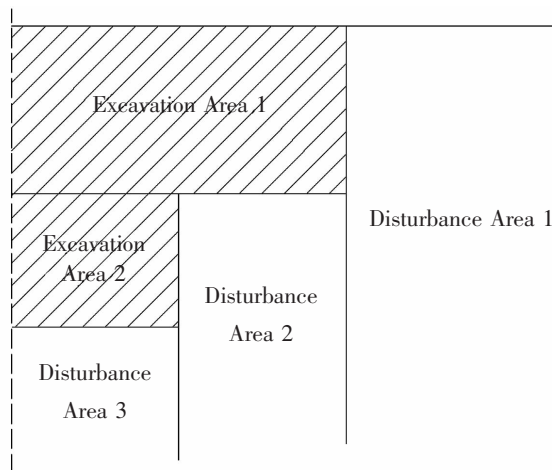 Excavation Area 1
Disturbance Area 1
Excavation
Area 2
Disturbance
Area 2
Disturbance
Area 3